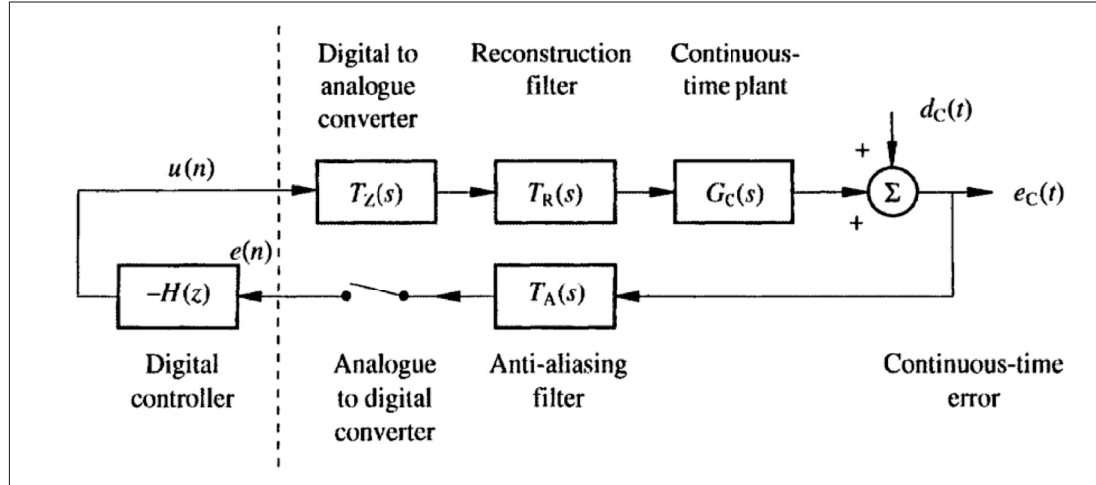 Digital to
analogue
converter
Reconstruction
filter
Continuous-
time plant
d_C(t)
+
u(n)
T_Z(s)
T_R(s)
G_C(s)
Σ
e_C(t)
+
e(n)
–H(z)
T_A(s)
Digital
controller
Analogue
to digital
converter
Anti-aliasing
filter
Continuous-time
error